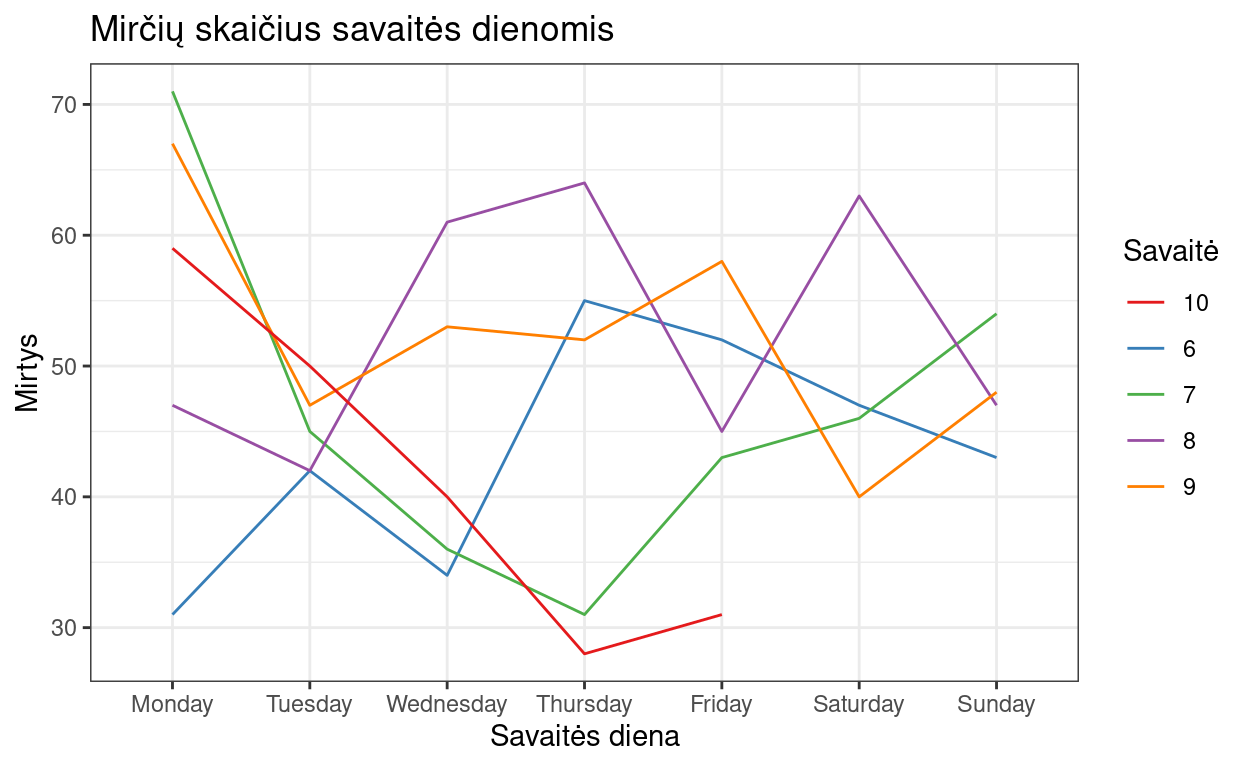 Mirčių skaičius savaitės dienomis
70
60
50
40
30
Mirtys
Monday Tuesday Wednesday Thursday Friday Saturday Sunday
Savaitės diena
Savaitė
10
6
7
8
9